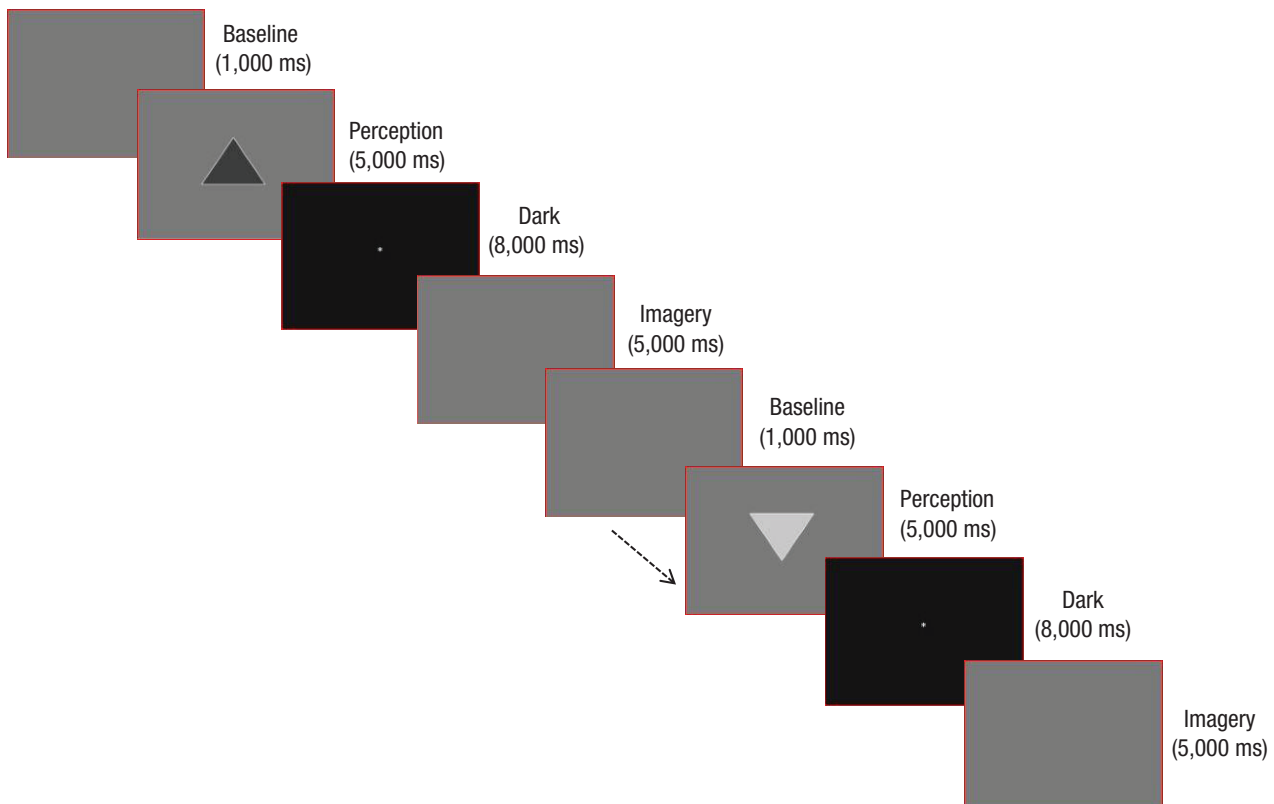 Baseline
(1,000 ms)
Perception
(5,000 ms)
Dark
(8,000 ms)
Imagery
(5,000 ms)
Baseline
(1,000 ms)
Perception
(5,000 ms)
Dark
(8,000 ms)
Imagery
(5,000 ms)